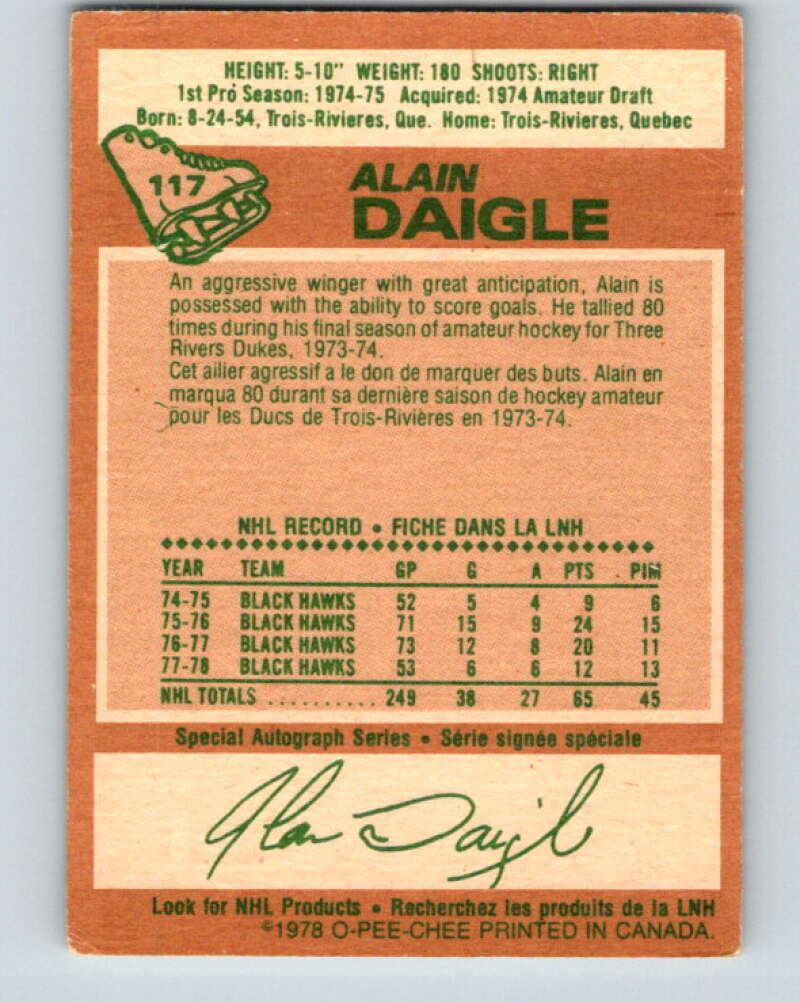 HEIGHT: 5-10" WEIGHT: 180 SHOOTS: RIGHT
1st Pro Season: 1974-75 Acquired: 1974 Amateur Draft
Born: 8-24-54, Trois-Rivieres, Que. Home: Trois-Rivieres, Quebec
117
ALAIN
DAIGLE
An aggressive winger with great anticipation, Alain is
possessed with the ability to score goals. He tallied 80
times during his final season of amateur hockey for Three
Rivers Dukes, 1973-74.
Cet ailier agressif a le don de marquer des buts. Alain en
marqua 80 durant sa dernière saison de hockey amateur
pour les Ducs de Trois-Rivières en 1973-74.
NHL RECORD • FICHE DANS LA LNH
YEAR TEAM GP G A PTS PIM
74-75 BLACK HAWKS 52 5 4 9 6
75-76 BLACK HAWKS 71 15 9 24 15
76-77 BLACK HAWKS 73 12 8 20 11
77-78 BLACK HAWKS 53 6 6 12 13
NHL TOTALS .......... 249 38 27 65 45
Special Autograph Series • Série signée spéciale
Alain Daigle
Look for NHL Products • Recherchez les produits de la LNH
©1978 O-PEE-CHEE PRINTED IN CANADA.